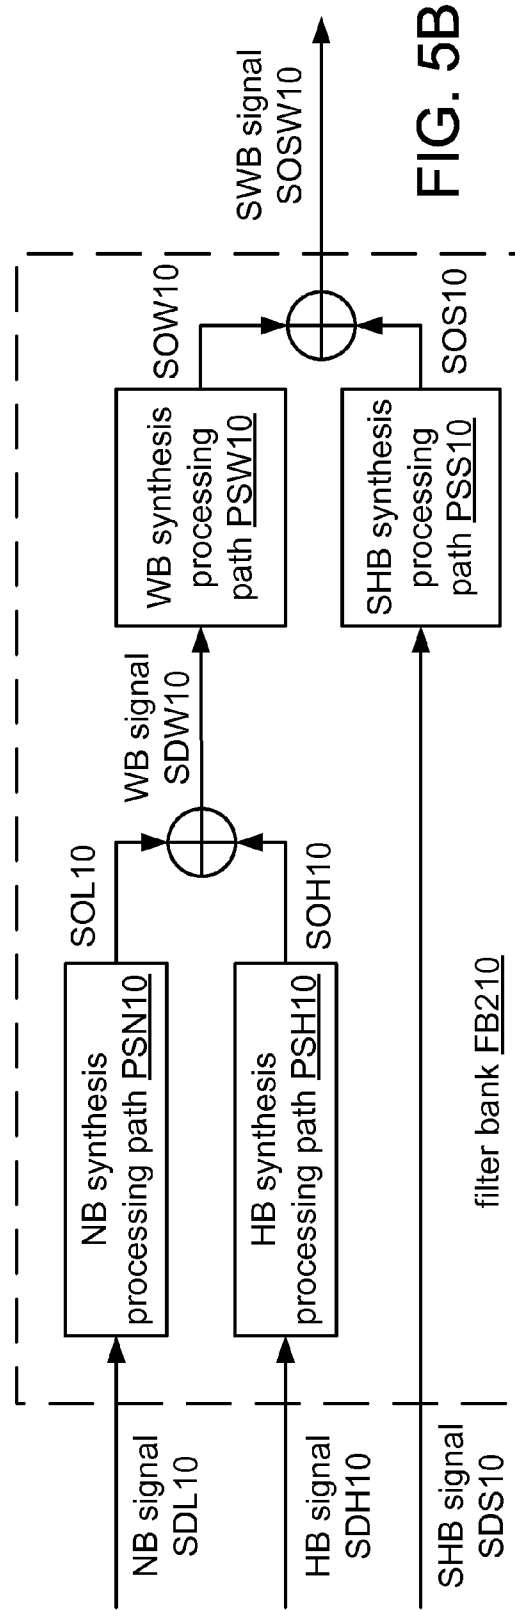 NB signal
SDL10
HB signal
SDH10
SHB signal
SDS10
NB synthesis
processing path PSN10
HB synthesis
processing path PSH10
filter bank FB210
SOL10
SOH10
WB signal
SDW10
WB synthesis
processing
path PSW10
SHB synthesis
processing
path PSS10
SOW10
SOS10
SWB signal
SOSW10
FIG. 5B